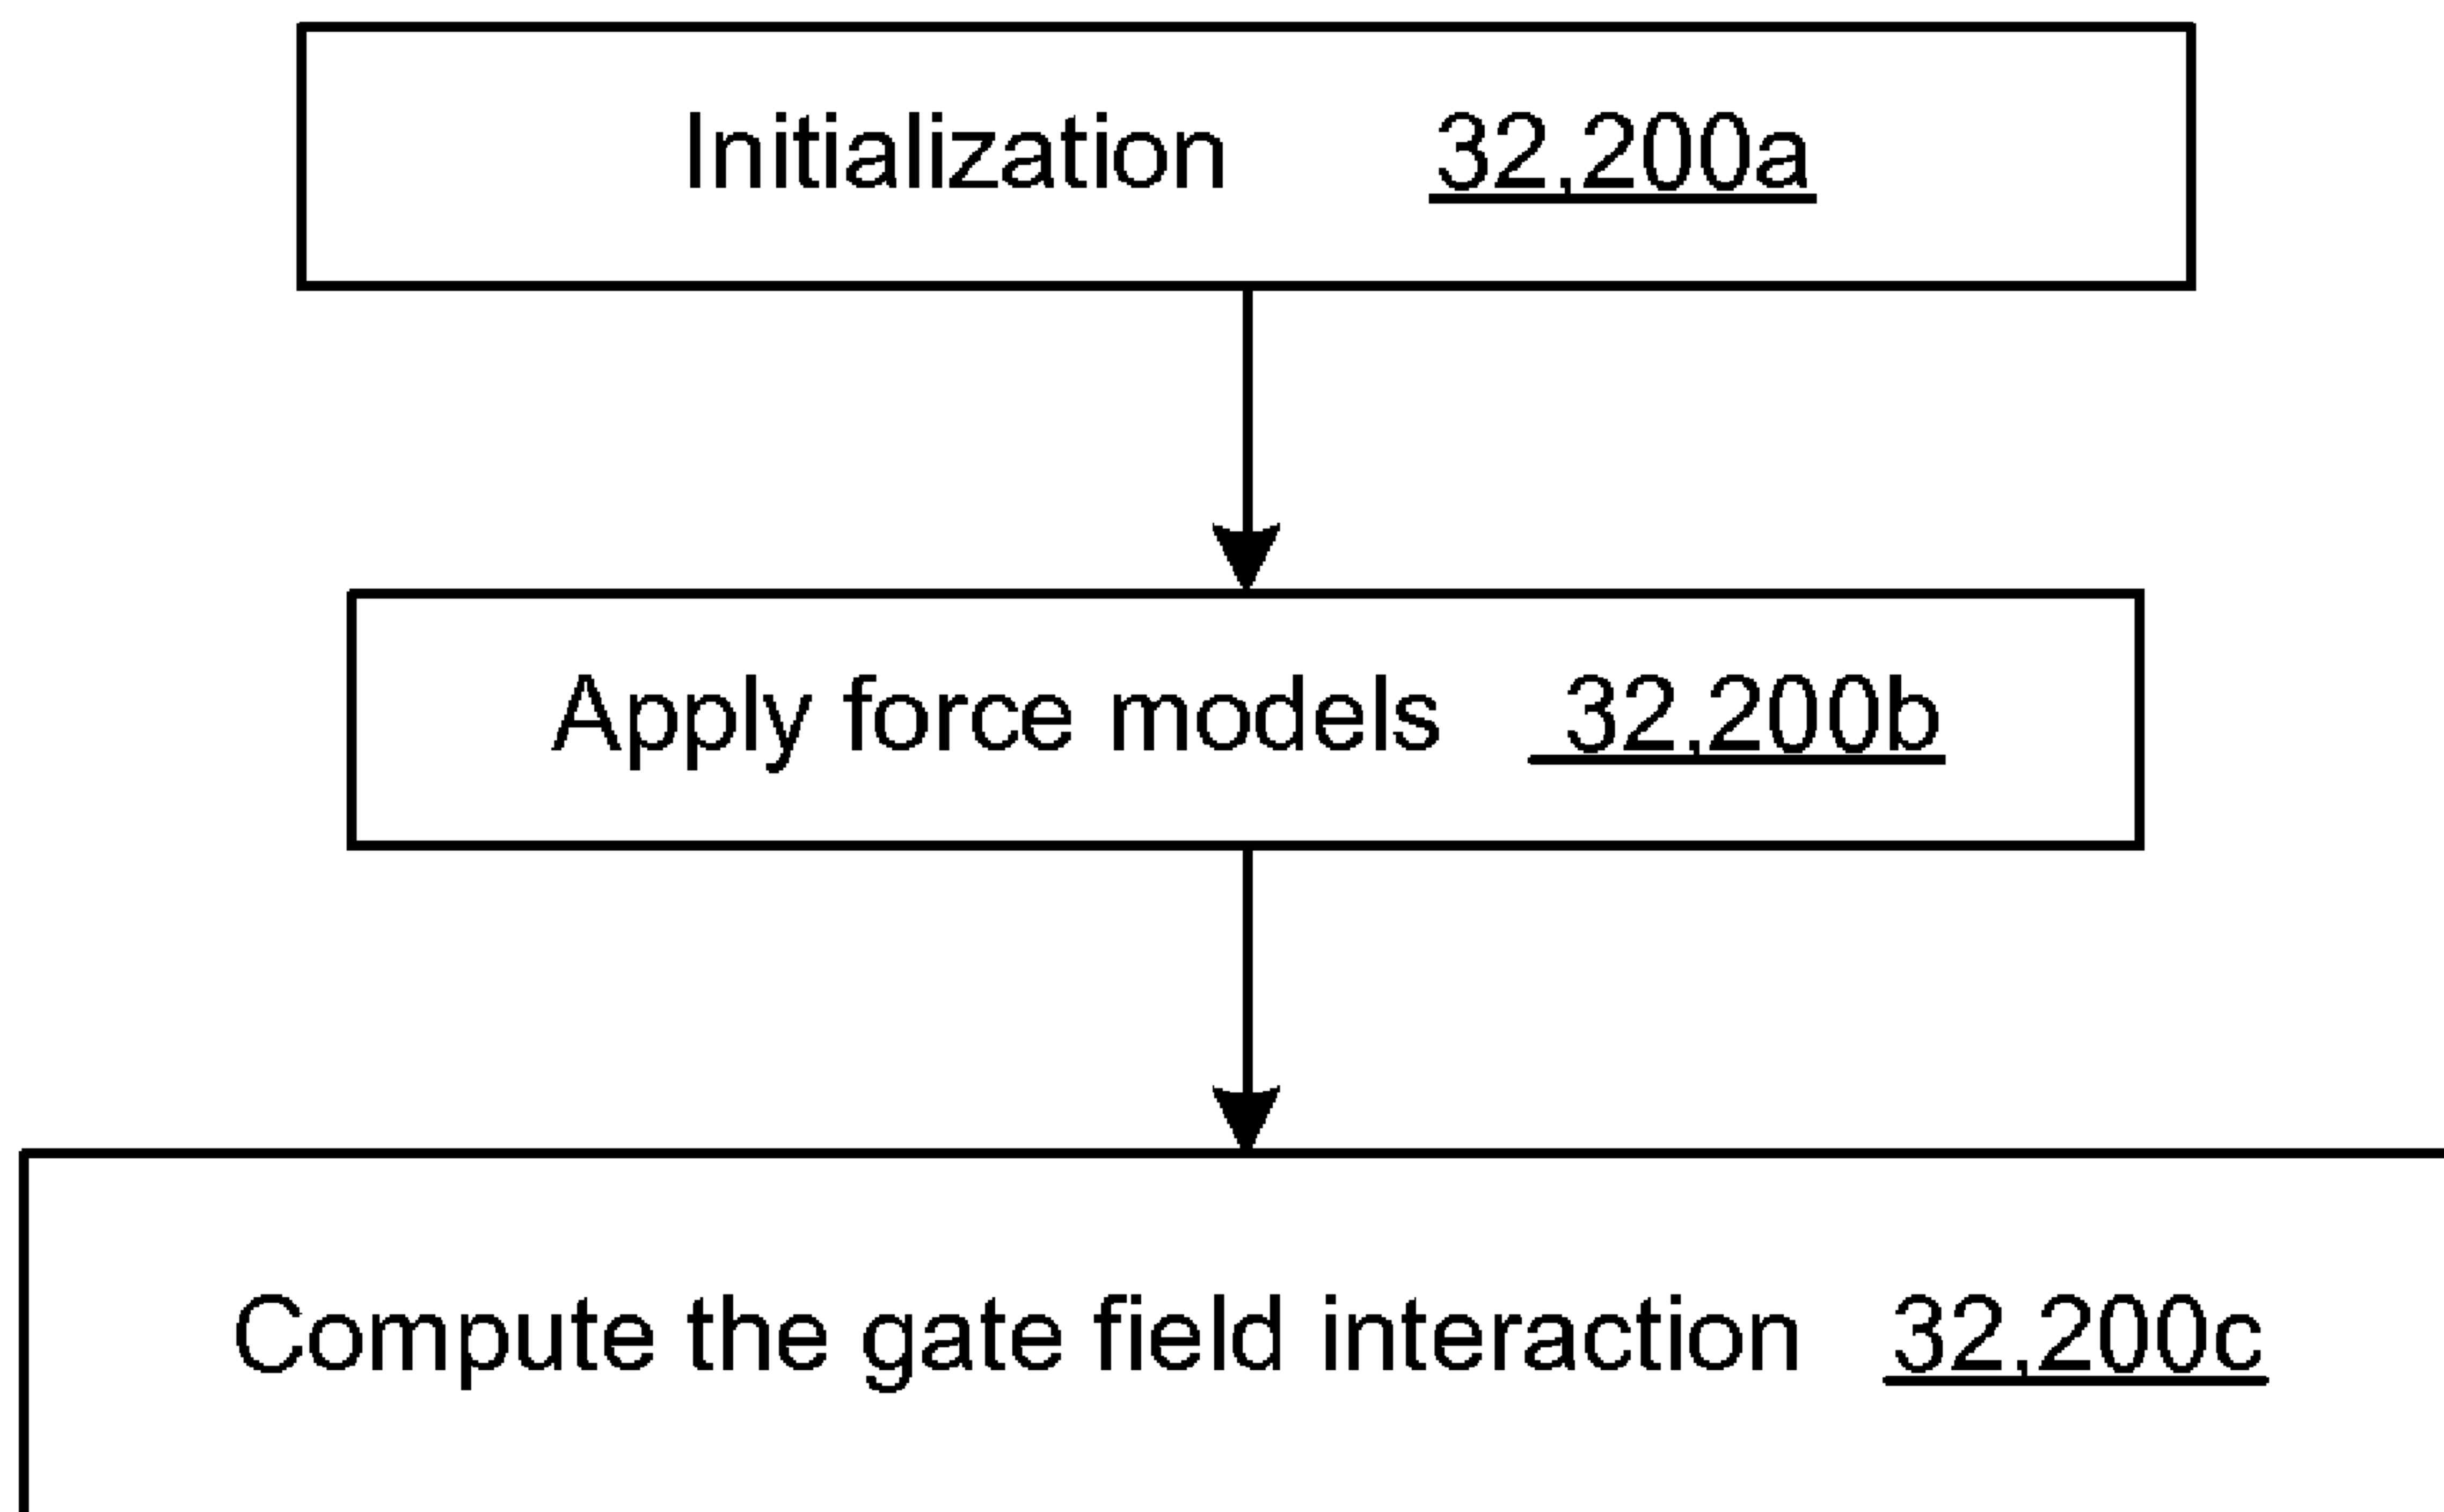 Initialization 32,200a
Apply force models 32,200b
Compute the gate field interaction 32,200c